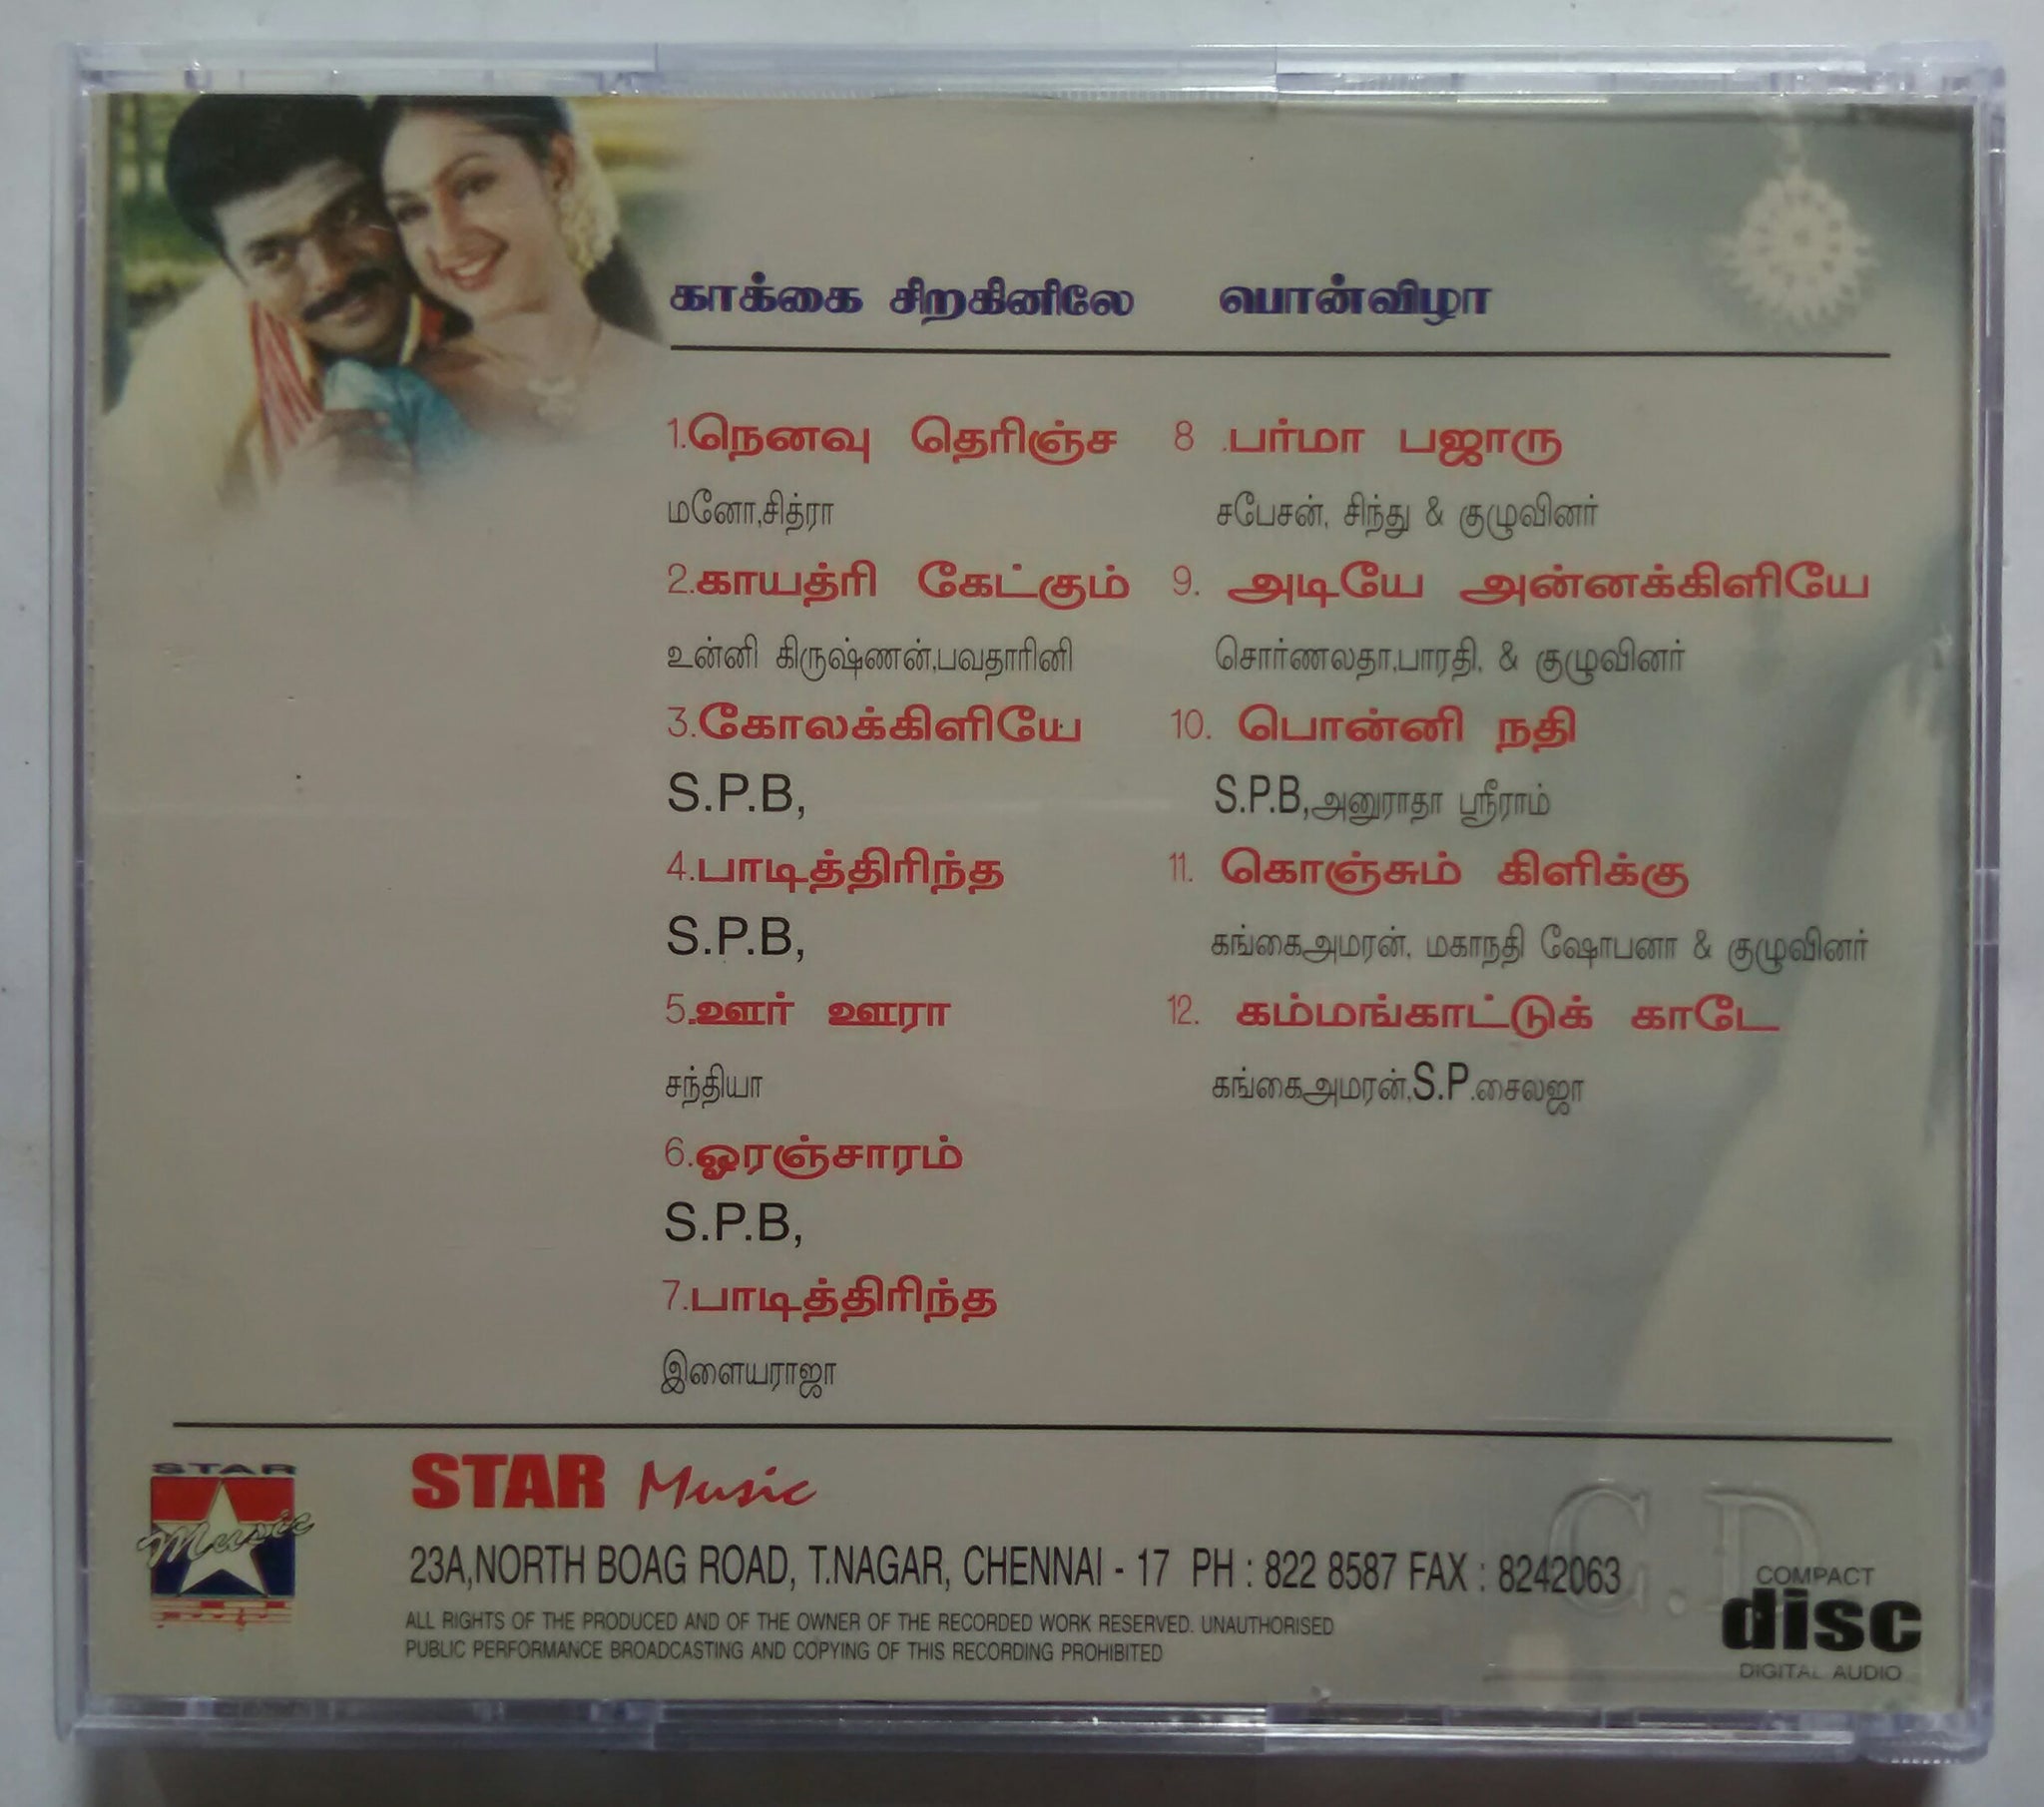 காக்கை சிறகினிலே
1.நெனவு தெரிஞ்ச
மனோ,சித்ரா
2.காயத்ரி கேட்கும்
உன்னி கிருஷ்ணன்,பவதாரினி
3.கோலக்கிளியே
S.P.B,
4.பாடித்திரிந்த
S.P.B,
5.ஊர் ஊரா
சந்தியா
6.ஓரஞ்சாரம்
S.P.B,
7.பாடித்திரிந்த
இளையராஜா
பொன்விழா
8 .பர்மா பஜாரு
சபேசன், சிந்து & குழுவினர்
9. அடியே அன்னக்கிளியே
சொர்ணலதா,பாரதி, & குழுவினர்
10. பொன்னி நதி
S.P.B,அனுராதா ஸ்ரீராம்
11. கொஞ்சும் கிளிக்கு
கங்கைஅமரன், மகாநதி ஷோபனா & குழுவினர்
12. கம்மங்காட்டுக் காடே
கங்கைஅமரன்,S.P.சைலஜா
STAR
Music
STAR Music
23A,NORTH BOAG ROAD, T.NAGAR, CHENNAI - 17 PH : 822 8587 FAX : 8242063
ALL RIGHTS OF THE PRODUCED AND OF THE OWNER OF THE RECORDED WORK RESERVED. UNAUTHORISED
PUBLIC PERFORMANCE BROADCASTING AND COPYING OF THIS RECORDING PROHIBITED
C.D
COMPACT
disc
DIGITAL AUDIO